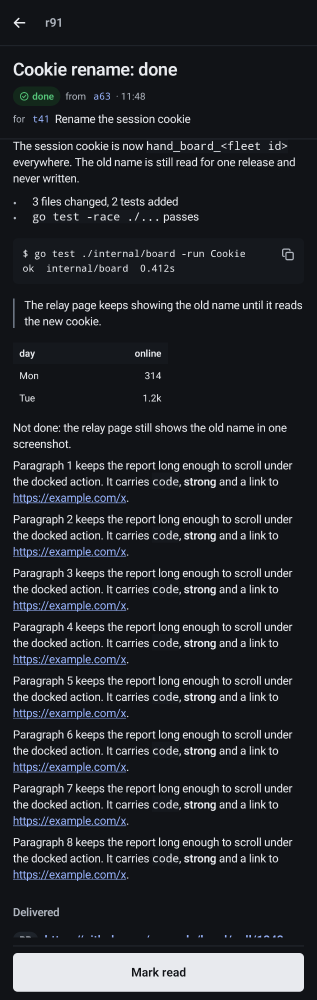 r91
Cookie rename: done
done from a63 · 11:48
for t41 Rename the session cookie
The session cookie is now hand_board_<fleet id>
everywhere. The old name is still read for one release and
never written.
• 3 files changed, 2 tests added
• go test -race ./... passes
$ go test ./internal/board -run Cookie
ok internal/board 0.412s
The relay page keeps showing the old name until it reads
the new cookie.
day online
Mon 314
Tue 1.2k
Not done: the relay page still shows the old name in one
screenshot.
Paragraph 1 keeps the report long enough to scroll under
the docked action. It carries code, strong and a link to
https://example.com/x.
Paragraph 2 keeps the report long enough to scroll under
the docked action. It carries code, strong and a link to
https://example.com/x.
Paragraph 3 keeps the report long enough to scroll under
the docked action. It carries code, strong and a link to
https://example.com/x.
Paragraph 4 keeps the report long enough to scroll under
the docked action. It carries code, strong and a link to
https://example.com/x.
Paragraph 5 keeps the report long enough to scroll under
the docked action. It carries code, strong and a link to
https://example.com/x.
Paragraph 6 keeps the report long enough to scroll under
the docked action. It carries code, strong and a link to
https://example.com/x.
Paragraph 7 keeps the report long enough to scroll under
the docked action. It carries code, strong and a link to
https://example.com/x.
Paragraph 8 keeps the report long enough to scroll under
the docked action. It carries code, strong and a link to
https://example.com/x.
Delivered
Mark read